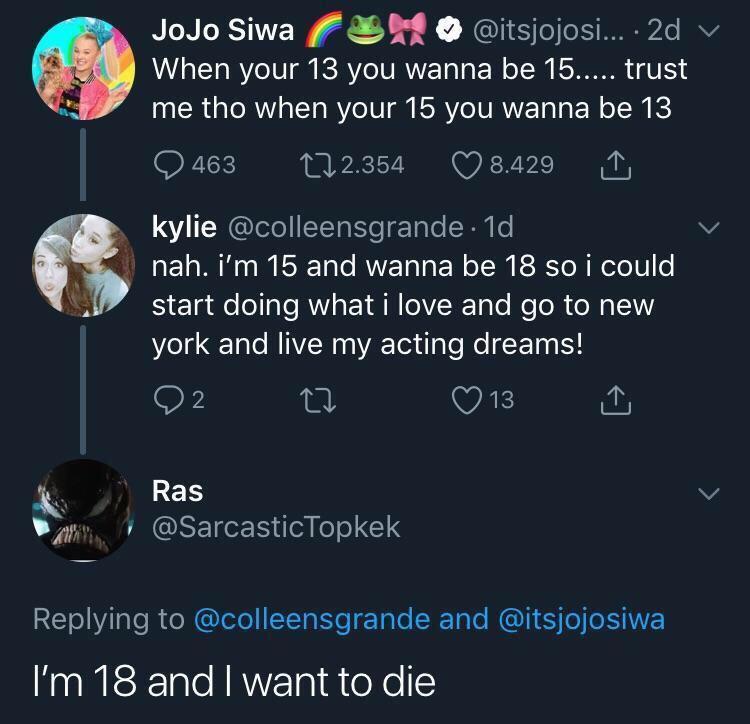 JoJo Siwa 🌈🐸🎀 @itsjojosi... · 2d
When your 13 you wanna be 15..... trust
me tho when your 15 you wanna be 13
463 2.354 8.429
kylie @colleensgrande · 1d
nah. i'm 15 and wanna be 18 so i could
start doing what i love and go to new
york and live my acting dreams!
2 13
Ras
@SarcasticTopkek
Replying to @colleensgrande and @itsjojosiwa
I'm 18 and I want to die